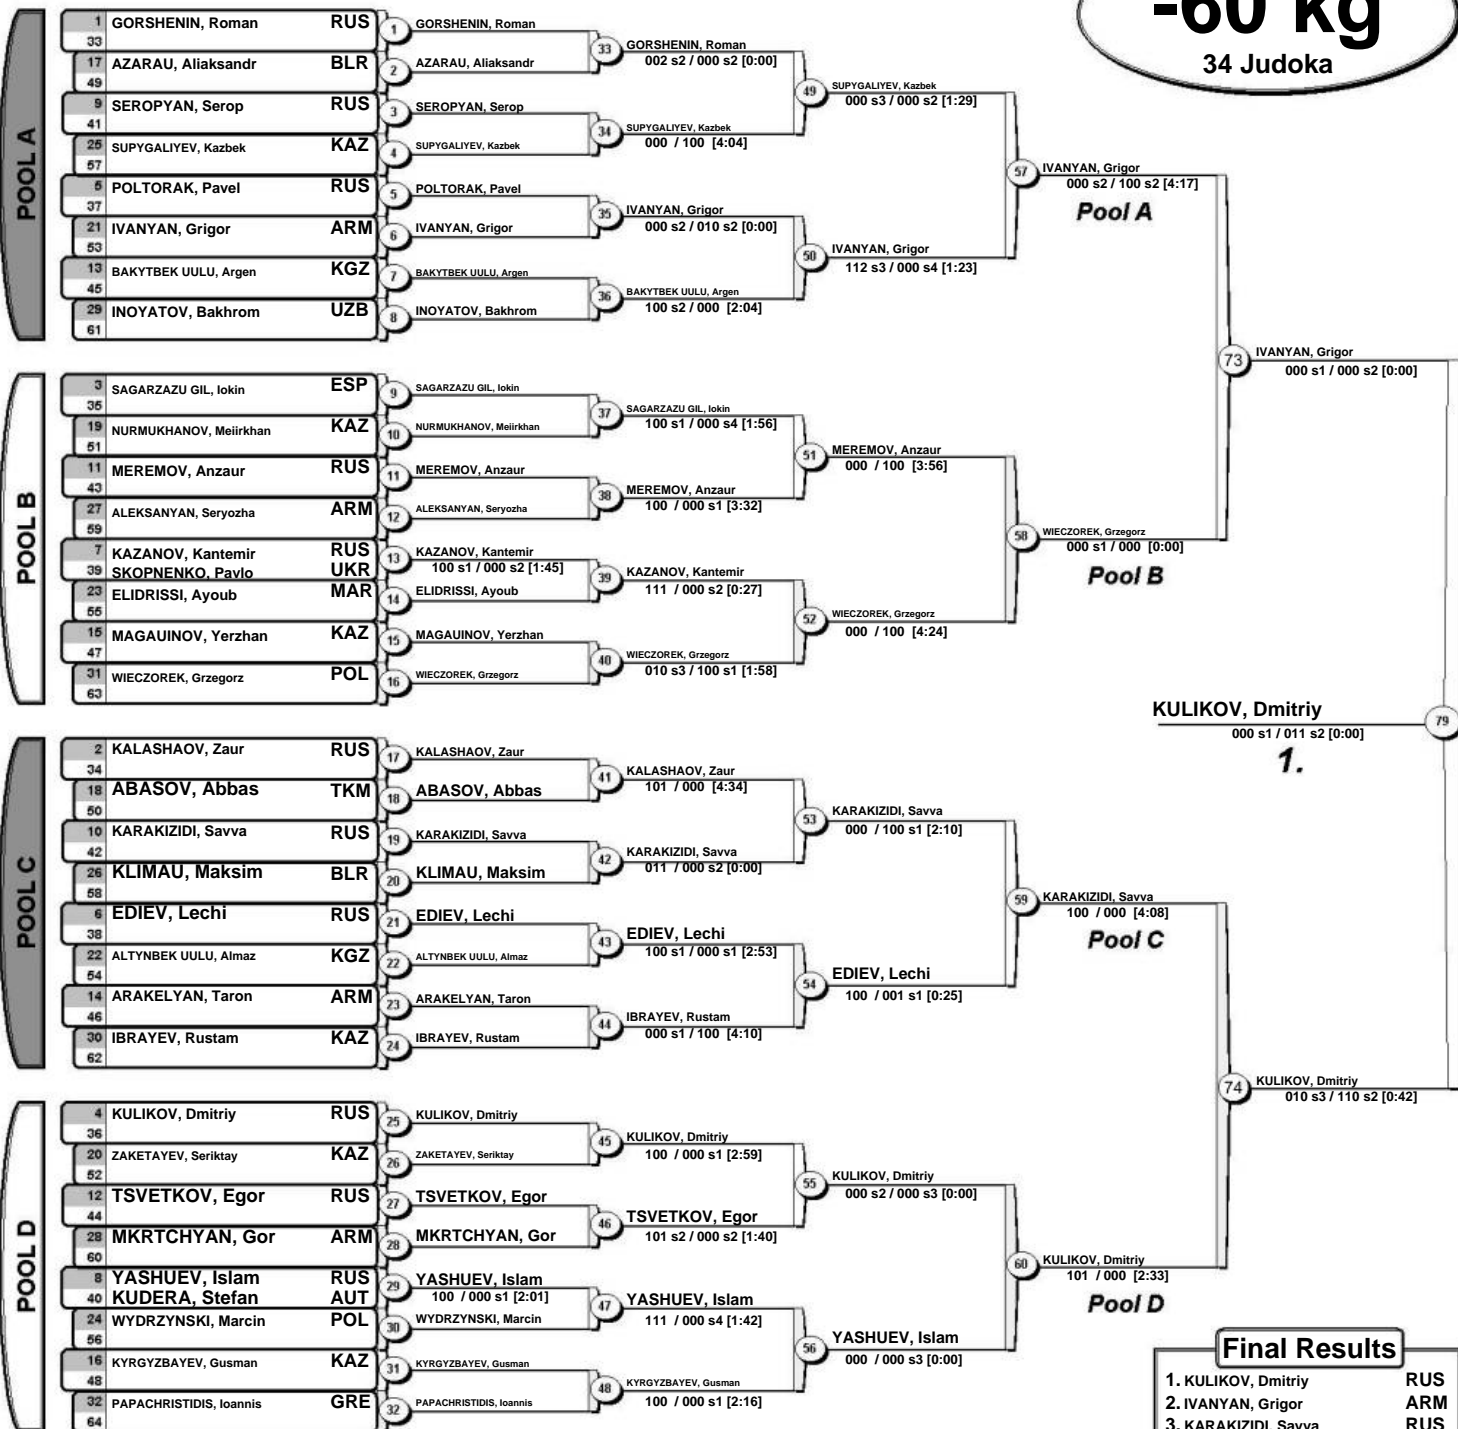 -60 kg
34 Judoka
POOL A
1 GORSHENIN, Roman RUS
33
17 AZARAU, Aliaksandr BLR
49
9 SEROPYAN, Serop RUS
41
25 SUPYGALIYEV, Kazbek KAZ
57
5 POLTORAK, Pavel RUS
37
21 IVANYAN, Grigor ARM
53
13 BAKYTBEK UULU, Argen KGZ
45
29 INOYATOV, Bakhrom UZB
61
1 GORSHENIN, Roman
2 AZARAU, Aliaksandr
3 SEROPYAN, Serop
4 SUPYGALIYEV, Kazbek
5 POLTORAK, Pavel
6 IVANYAN, Grigor
7 BAKYTBEK UULU, Argen
8 INOYATOV, Bakhrom
33 GORSHENIN, Roman
002 s2 / 000 s2 [0:00]
34 SUPYGALIYEV, Kazbek
000 / 100 [4:04]
35 IVANYAN, Grigor
000 s2 / 010 s2 [0:00]
36 BAKYTBEK UULU, Argen
100 s2 / 000 [2:04]
49 SUPYGALIYEV, Kazbek
000 s3 / 000 s2 [1:29]
50 IVANYAN, Grigor
112 s3 / 000 s4 [1:23]
57 IVANYAN, Grigor
000 s2 / 100 s2 [4:17]
Pool A
POOL B
3 SAGARZAZU GIL, Iokin ESP
35
19 NURMUKHANOV, Meiirkhan KAZ
51
11 MEREMOV, Anzaur RUS
43
27 ALEKSANYAN, Seryozha ARM
59
7 KAZANOV, Kantemir RUS
39 SKOPNENKO, Pavlo UKR
23 ELIDRISSI, Ayoub MAR
55
15 MAGAUINOV, Yerzhan KAZ
47
31 WIECZOREK, Grzegorz POL
63
9 SAGARZAZU GIL, Iokin
10 NURMUKHANOV, Meiirkhan
11 MEREMOV, Anzaur
12 ALEKSANYAN, Seryozha
13 KAZANOV, Kantemir
100 s1 / 000 s2 [1:45]
14 ELIDRISSI, Ayoub
15 MAGAUINOV, Yerzhan
16 WIECZOREK, Grzegorz
37 SAGARZAZU GIL, Iokin
100 s1 / 000 s4 [1:56]
38 MEREMOV, Anzaur
100 / 000 s1 [3:32]
39 KAZANOV, Kantemir
111 / 000 s2 [0:27]
40 WIECZOREK, Grzegorz
010 s3 / 100 s1 [1:58]
51 MEREMOV, Anzaur
000 / 100 [3:56]
52 WIECZOREK, Grzegorz
000 / 100 [4:24]
58 WIECZOREK, Grzegorz
000 s1 / 000 [0:00]
Pool B
73 IVANYAN, Grigor
000 s1 / 000 s2 [0:00]
KULIKOV, Dmitriy 79
000 s1 / 011 s2 [0:00]
1.
POOL C
2 KALASHAOV, Zaur RUS
34
18 ABASOV, Abbas TKM
50
10 KARAKIZIDI, Savva RUS
42
26 KLIMAU, Maksim BLR
58
6 EDIEV, Lechi RUS
38
22 ALTYNBEK UULU, Almaz KGZ
54
14 ARAKELYAN, Taron ARM
46
30 IBRAYEV, Rustam KAZ
62
17 KALASHAOV, Zaur
18 ABASOV, Abbas
19 KARAKIZIDI, Savva
20 KLIMAU, Maksim
21 EDIEV, Lechi
22 ALTYNBEK UULU, Almaz
23 ARAKELYAN, Taron
24 IBRAYEV, Rustam
41 KALASHAOV, Zaur
101 / 000 [4:34]
42 KARAKIZIDI, Savva
011 / 000 s2 [0:00]
43 EDIEV, Lechi
100 s1 / 000 s1 [2:53]
44 IBRAYEV, Rustam
000 s1 / 100 [4:10]
53 KARAKIZIDI, Savva
000 / 100 s1 [2:10]
54 EDIEV, Lechi
100 / 001 s1 [0:25]
59 KARAKIZIDI, Savva
100 / 000 [4:08]
Pool C
POOL D
4 KULIKOV, Dmitriy RUS
36
20 ZAKETAYEV, Seriktay KAZ
52
12 TSVETKOV, Egor RUS
44
28 MKRTCHYAN, Gor ARM
60
8 YASHUEV, Islam RUS
40 KUDERA, Stefan AUT
24 WYDRZYNSKI, Marcin POL
56
16 KYRGYZBAYEV, Gusman KAZ
48
32 PAPACHRISTIDIS, Ioannis GRE
64
25 KULIKOV, Dmitriy
26 ZAKETAYEV, Seriktay
27 TSVETKOV, Egor
28 MKRTCHYAN, Gor
29 YASHUEV, Islam
100 / 000 s1 [2:01]
30 WYDRZYNSKI, Marcin
31 KYRGYZBAYEV, Gusman
32 PAPACHRISTIDIS, Ioannis
45 KULIKOV, Dmitriy
100 / 000 s1 [2:59]
46 TSVETKOV, Egor
101 s2 / 000 s2 [1:40]
47 YASHUEV, Islam
111 / 000 s4 [1:42]
48 KYRGYZBAYEV, Gusman
100 / 000 s1 [2:16]
55 KULIKOV, Dmitriy
000 s2 / 000 s3 [0:00]
56 YASHUEV, Islam
000 / 000 s3 [0:00]
60 KULIKOV, Dmitriy
101 / 000 [2:33]
Pool D
74 KULIKOV, Dmitriy
010 s3 / 110 s2 [0:42]
Final Results
1. KULIKOV, Dmitriy RUS
2. IVANYAN, Grigor ARM
3. KARAKIZIDI, Savva RUS